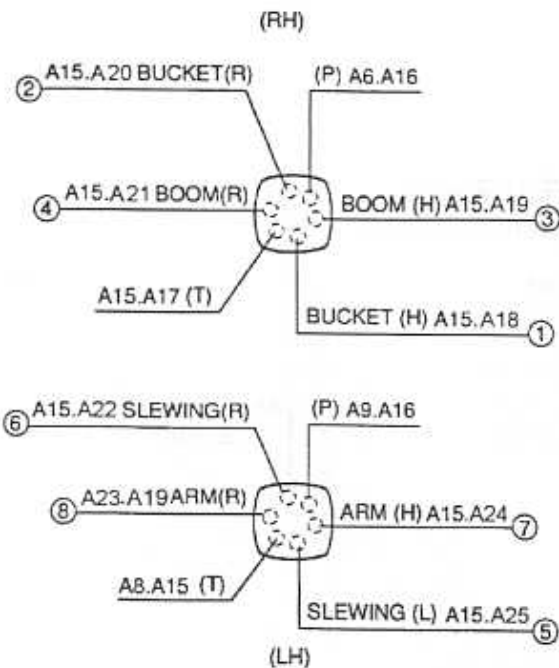 (RH)
A15.A20 BUCKET(R)
(P) A6.A16
②
A15.A21 BOOM(R)
④
BOOM (H) A15.A19
③
A15.A17 (T)
BUCKET (H) A15.A18
①
A15.A22 SLEWING(R)
(P) A9.A16
⑥
A23.A19 ARM(R)
⑧
ARM (H) A15.A24
⑦
A8.A15 (T)
SLEWING (L) A15.A25
⑤
(LH)